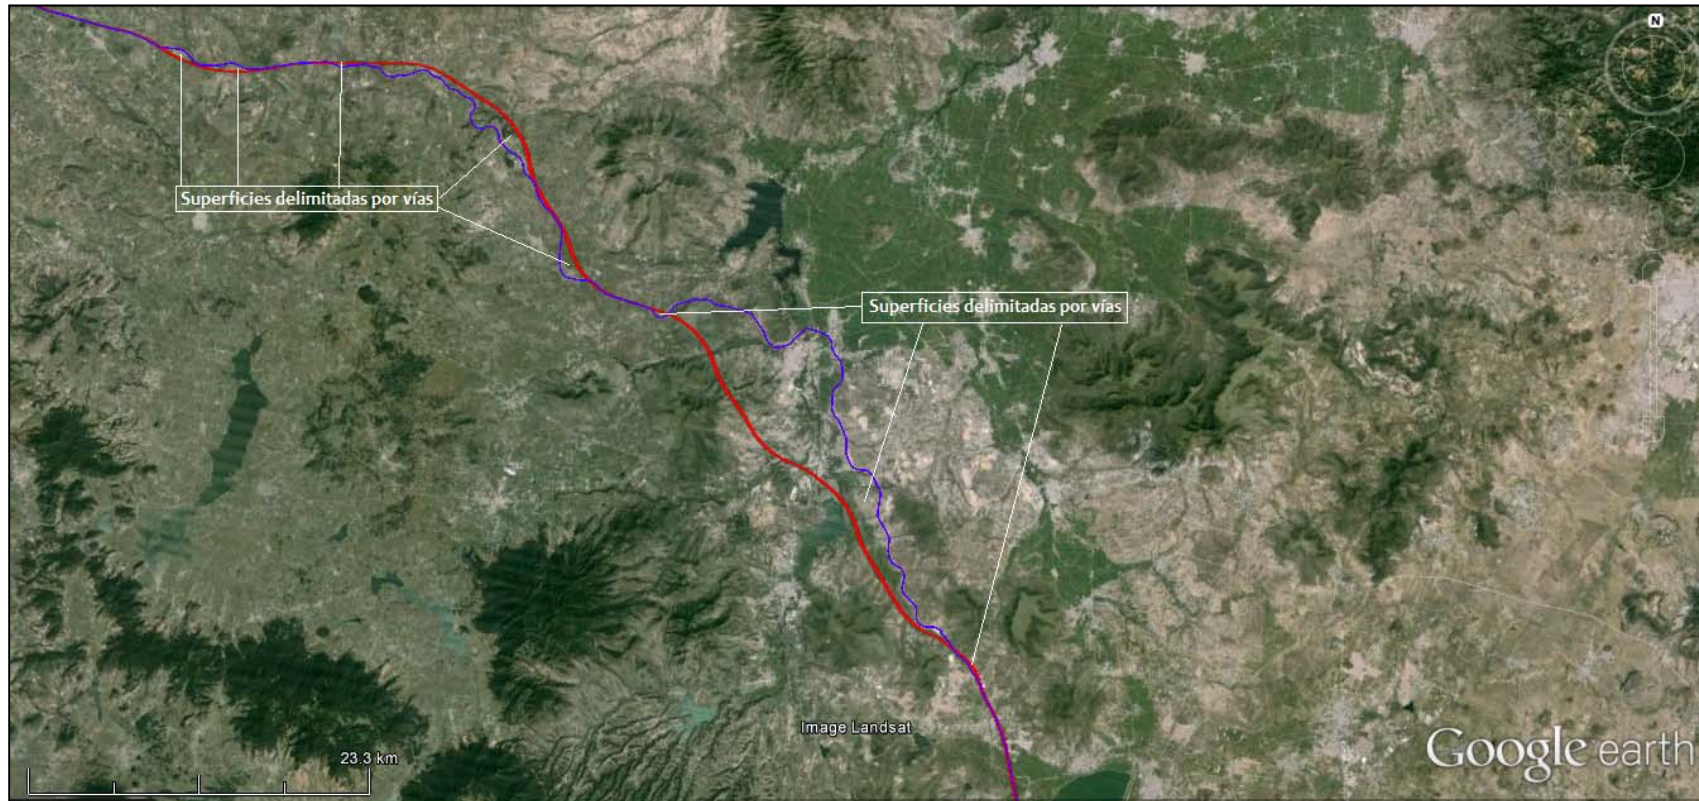 N
Superficies delimitadas por vías
Superficies delimitadas por vías
Image Landsat
Google earth
23.3 km